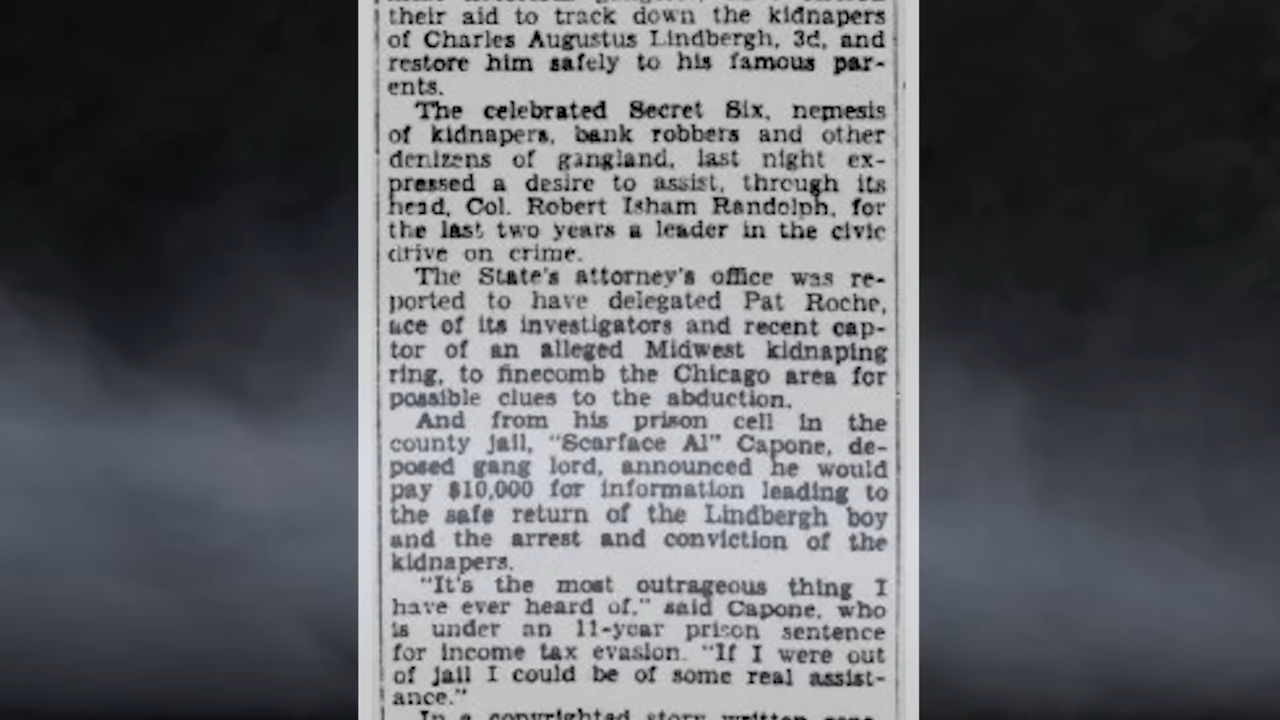 their aid to track down the kidnapers
of Charles Augustus Lindbergh, 3d, and
restore him safely to his famous par-
ents.
The celebrated Secret Six, nemesis
of kidnapers, bank robbers and other
denizens of gangland, last night ex-
pressed a desire to assist, through its
head, Col. Robert Isham Randolph, for
the last two years a leader in the civic
drive on crime.
The State's attorney's office was re-
ported to have delegated Pat Roche,
ace of its investigators and recent cap-
tor of an alleged Midwest kidnaping
ring, to finecomb the Chicago area for
possible clues to the abduction.
And from his prison cell in the
county jail, "Scarface Al" Capone, de-
posed gang lord, announced he would
pay $10,000 for information leading to
the safe return of the Lindbergh boy
and the arrest and conviction of the
kidnapers.
"It's the most outrageous thing I
have ever heard of," said Capone, who
is under an 11-year prison sentence
for income tax evasion. "If I were out
of jail I could be of some real assist-
ance."
In a copyrighted story written